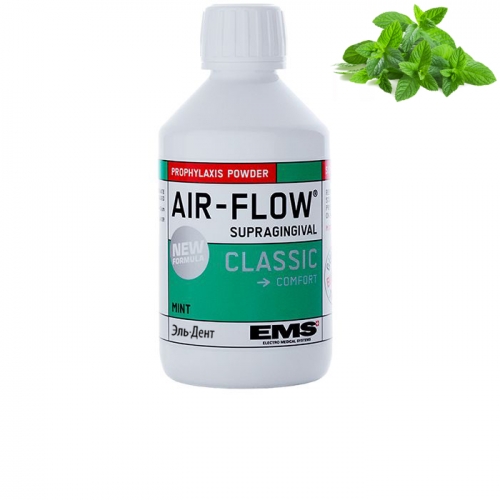 PROPHYLAXIS POWDER
AIR-FLOW®
SUPRAGINGIVAL
NEW
FORMULA
CLASSIC
→ COMFORT
MINT
Эль-Дент
EMS
ELECTRO MEDICAL SYSTEMS